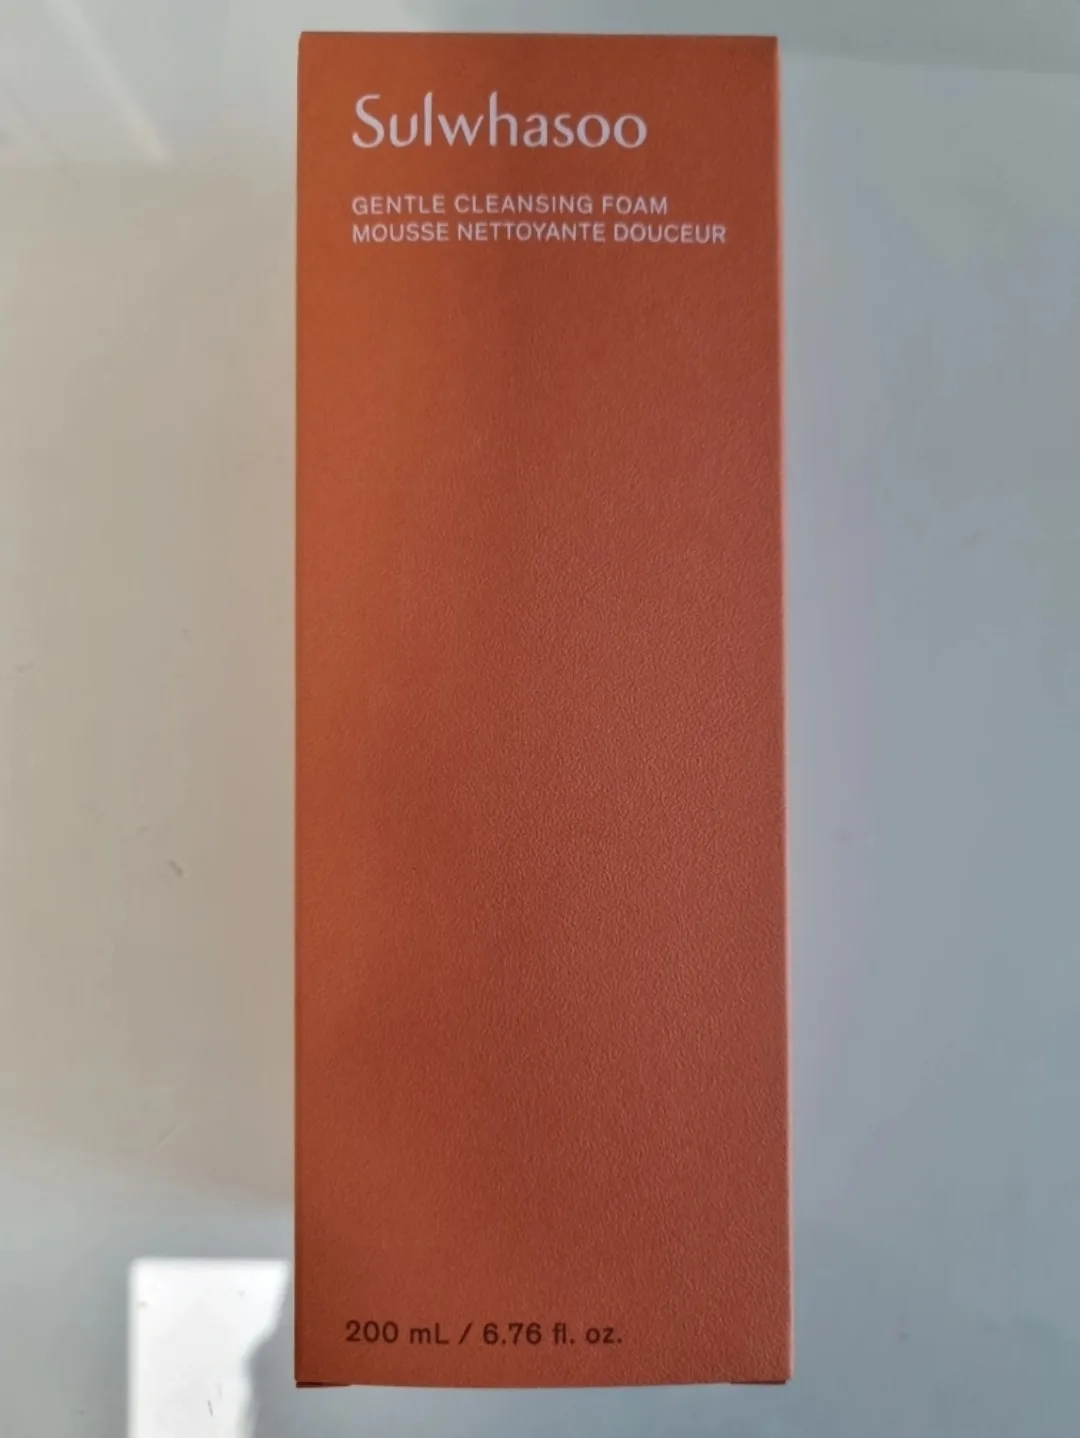 Sulwhasoo
GENTLE CLEANSING FOAM
MOUSSE NETTOYANTE DOUCEUR
200 mL / 6.76 fl. oz.